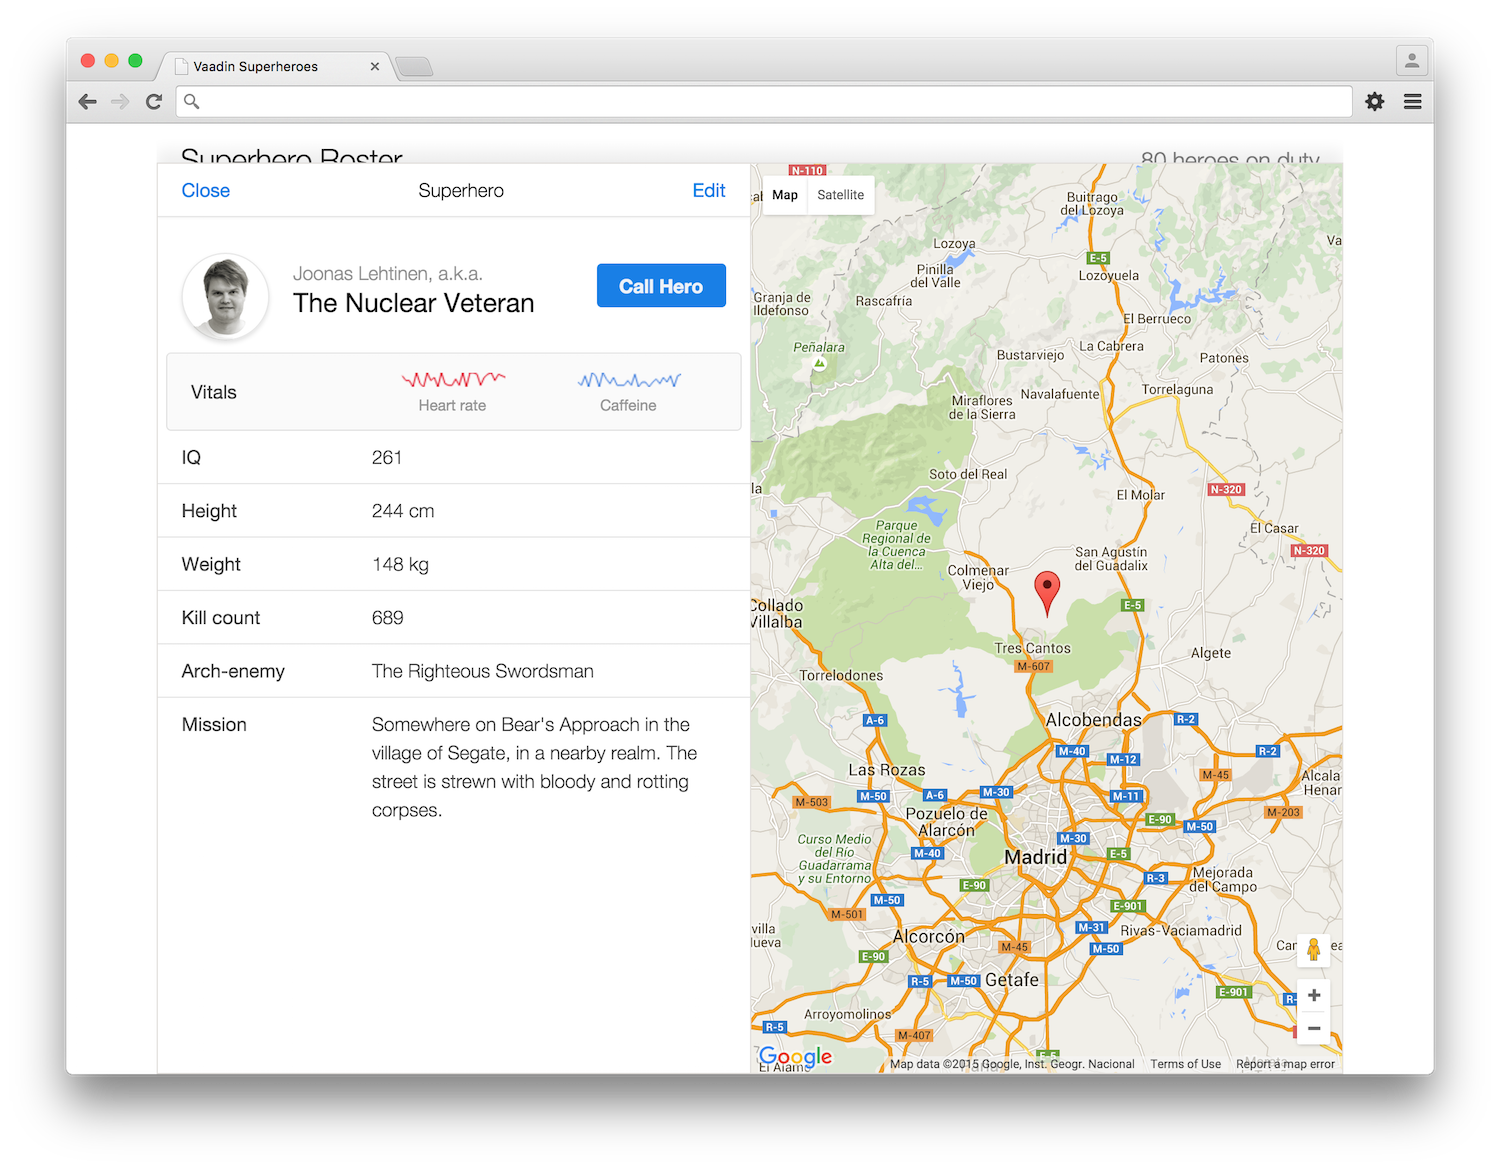 Vaadin Superheroes
Superhero Roster
80 heroes on duty
Close
Superhero
Edit
Joonas Lehtinen, a.k.a.
The Nuclear Veteran
Call Hero
Vitals
Heart rate
Caffeine
IQ
261
Height
244 cm
Weight
148 kg
Kill count
689
Arch-enemy
The Righteous Swordsman
Mission
Somewhere on Bear's Approach in the
village of Segate, in a nearby realm. The
street is strewn with bloody and rotting
corpses.
N-110
Map
Satellite
Buitrago
del Lozoya
Lozoya
E-5
Pinilla
del Valle
Lozoyuela
Granja de
Ildefonso
Rascafría
El Berrueco
Peñalara
La Cabrera
Bustarviejo
Patones
Miraflores
de la Sierra
Navalafuente
Torrelaguna
Soto del Real
El Molar
N-320
Parque
Regional de
la Cuenca
Alta del...
El Casar
N-320
Colmenar
Viejo
San Agustín
del Guadalix
Collado
Villalba
E-5
Tres Cantos
M-607
Algete
Torrelodones
A-6
Alcobendas
R-2
M-40
M-12
R-2
Las Rozas
M-45
Alcala
Henar
M-503
M-50
A-6
M-30
M-11
M-203
Pozuelo de
Alarcón
E-90
M-50
Curso Medio
del Río
Guadarrama
y su Entorno
M-30
M-40
Madrid
E-5
E-90
R-3
Mejorada
del Campo
M-50
E-901
M-501
M-31
Rivas-Vaciamadrid
villa
Alcorcón
M-45
M-50
E-90
R-5
M-50
Getafe
E-901
R-
Arroyomolinos
R-5
M-407
E-5
Google
El Álamo
Map data ©2015 Google, Inst. Geogr. Nacional
Terms of Use
Report a map error